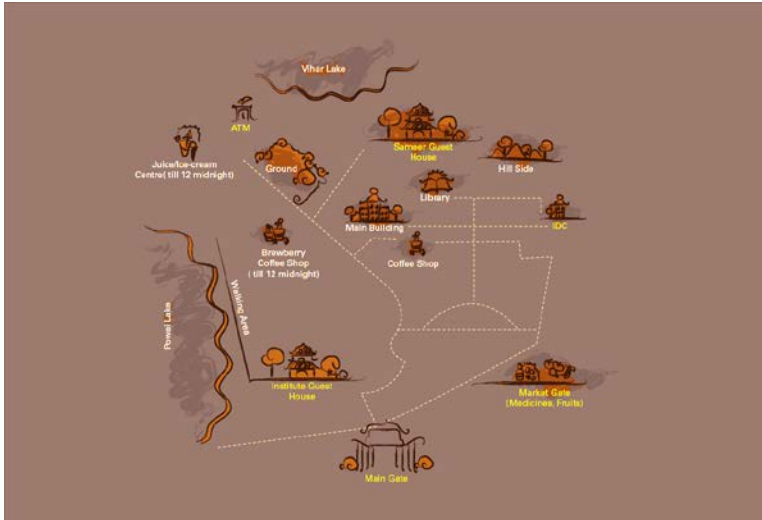 Vihar Lake
ATM
Juice/Ice-cream
Centre( till 12 midnight)
Ground
Sameer Guest
House
Hill Side
Library
Main Building
IDC
Brewberry
Coffee Shop
( till 12 midnight)
Coffee Shop
Powai Lake
Walking Area
Institute Guest
House
Market Gate
(Medicines, Fruits)
Main Gate